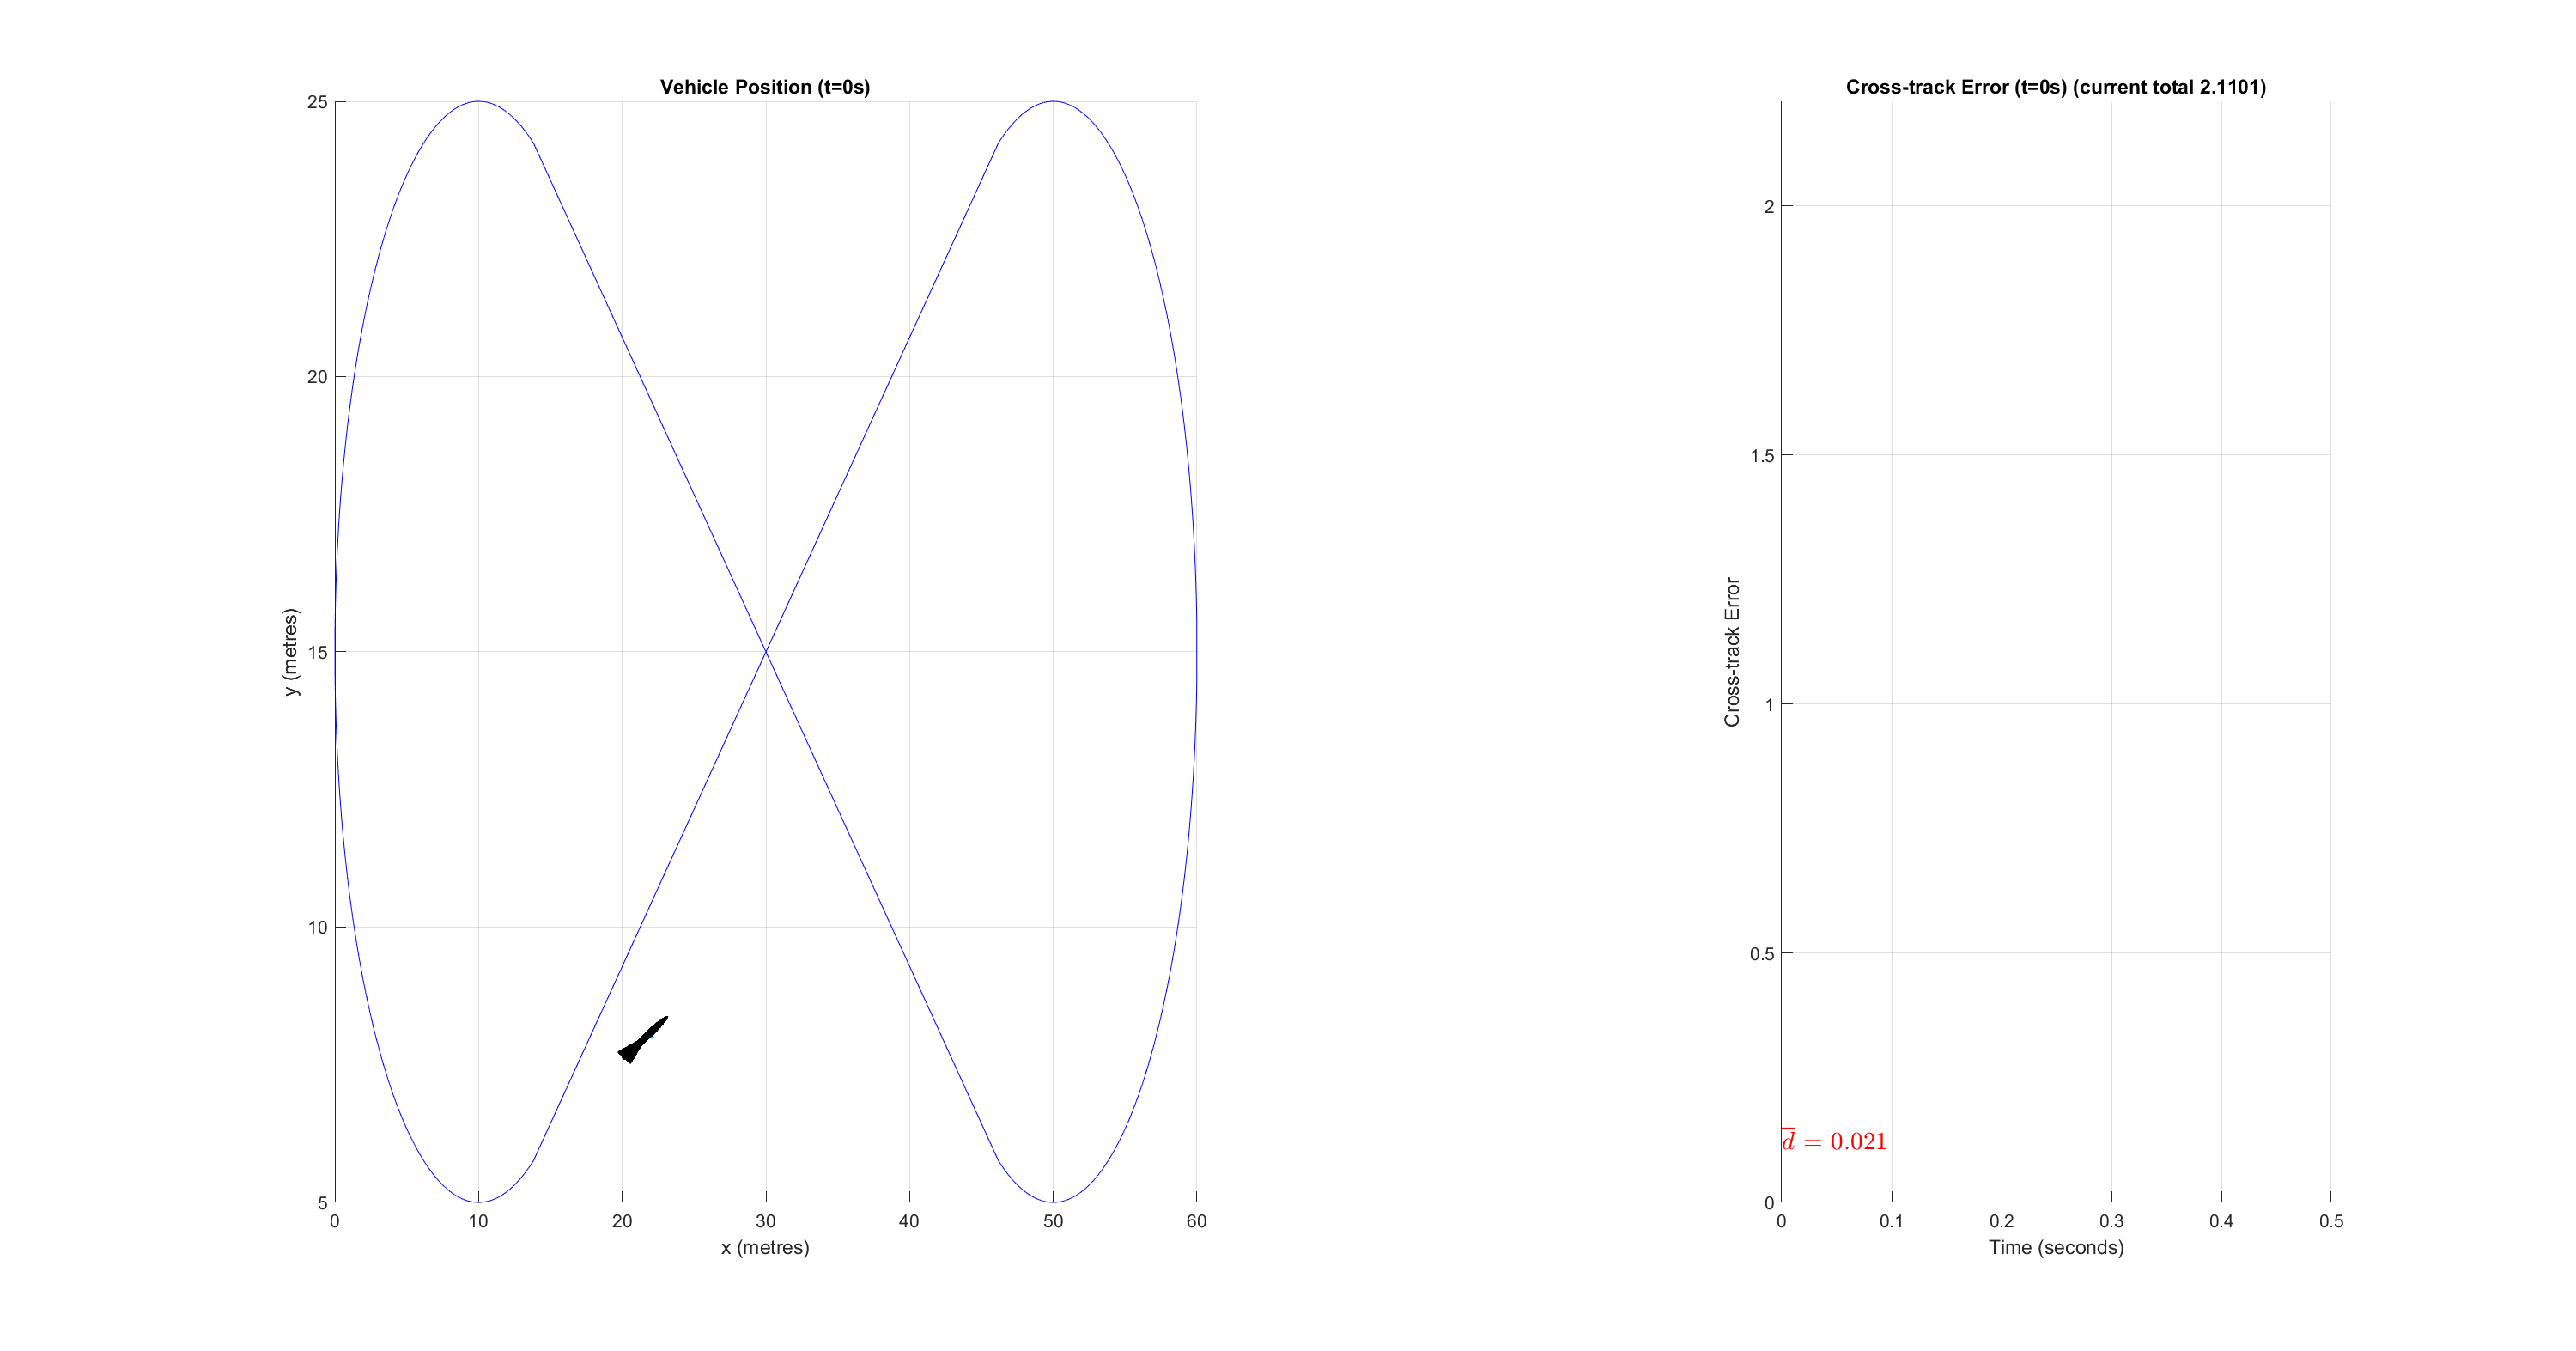 Vehicle Position (t=0s)
25
20
15
10
5
y (metres)
0 10 20 30 40 50 60
x (metres)
Cross-track Error (t=0s) (current total 2.1101)
2
1.5
1
0.5
0
Cross-track Error
d̅ = 0.021
0 0.1 0.2 0.3 0.4 0.5
Time (seconds)